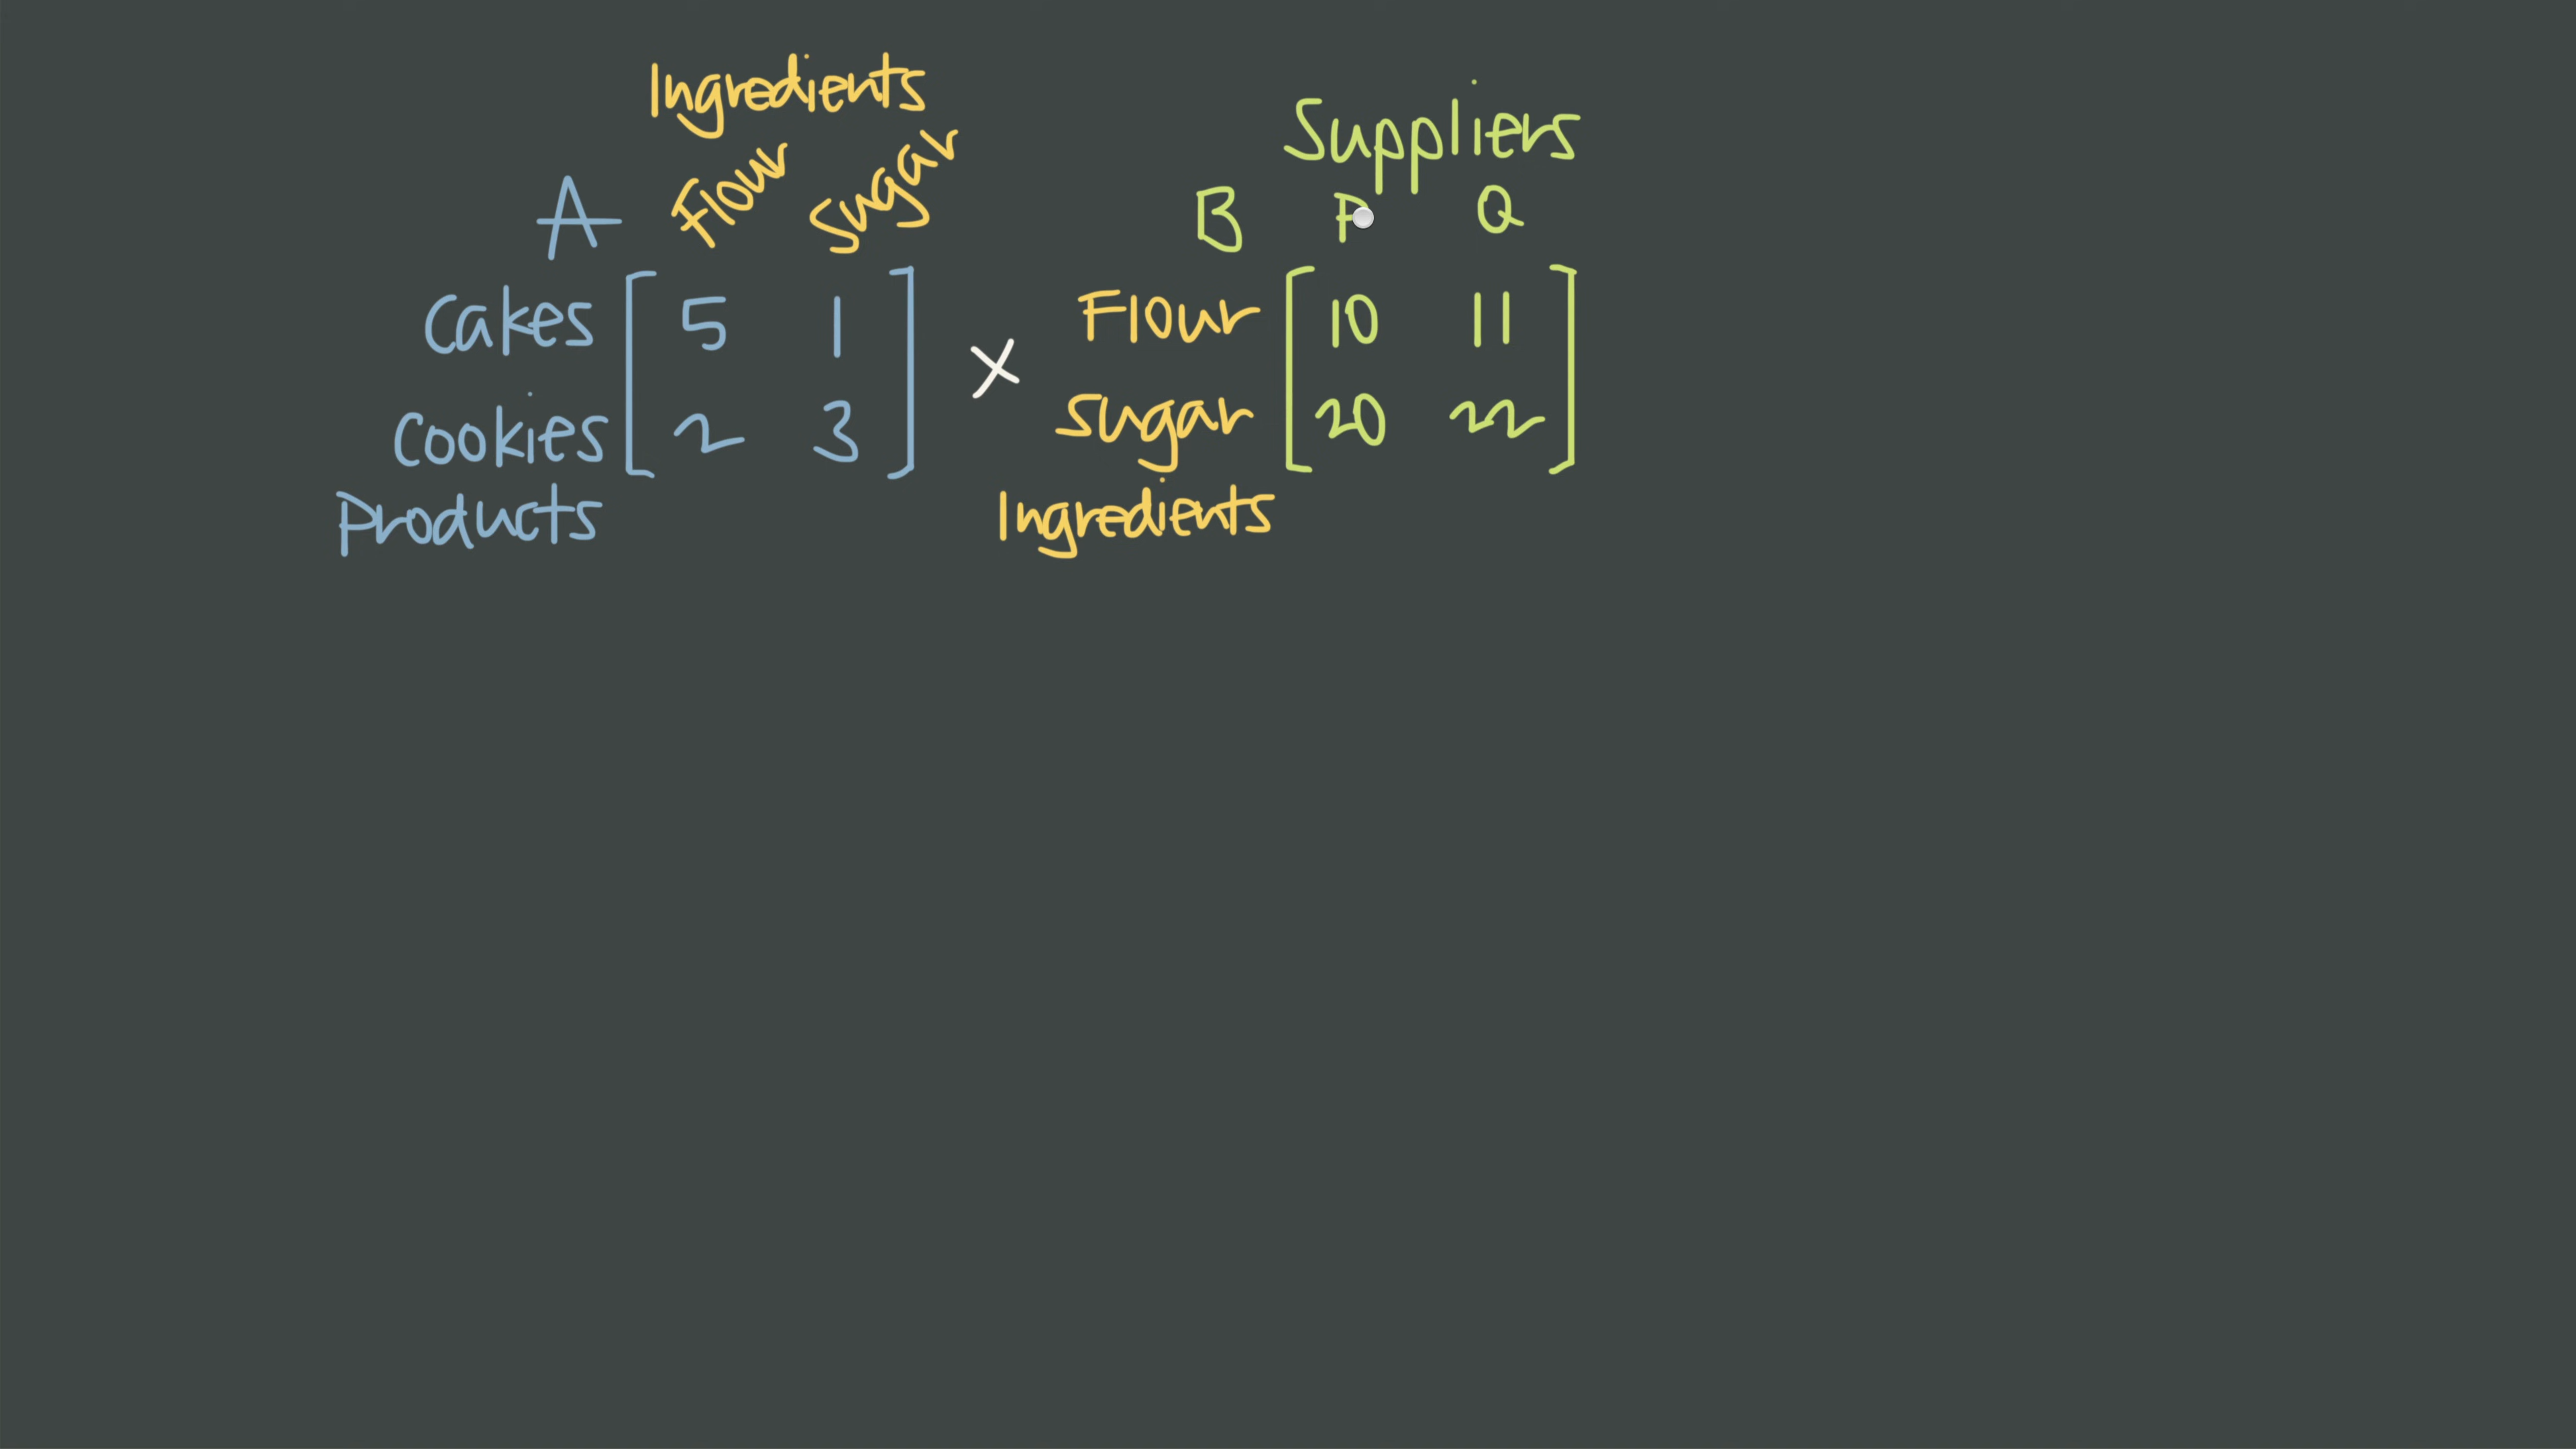 Ingredients
Suppliers
A Flour Sugar
B P Q
Cakes [ 5 1 ]
Cookies [ 2 3 ]
×
Flour [ 10 11 ]
Sugar [ 20 22 ]
Products
Ingredients